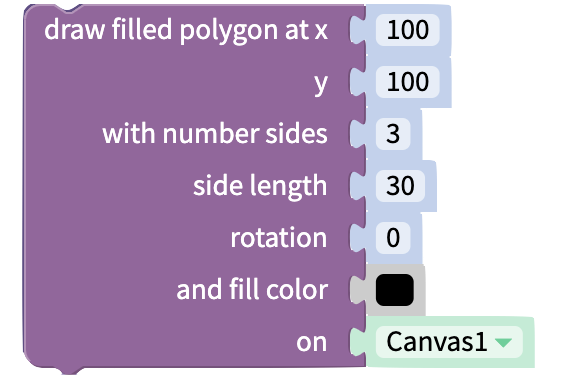 draw filled polygon at x 100
y 100
with number sides 3
side length 30
rotation 0
and fill color
on Canvas1